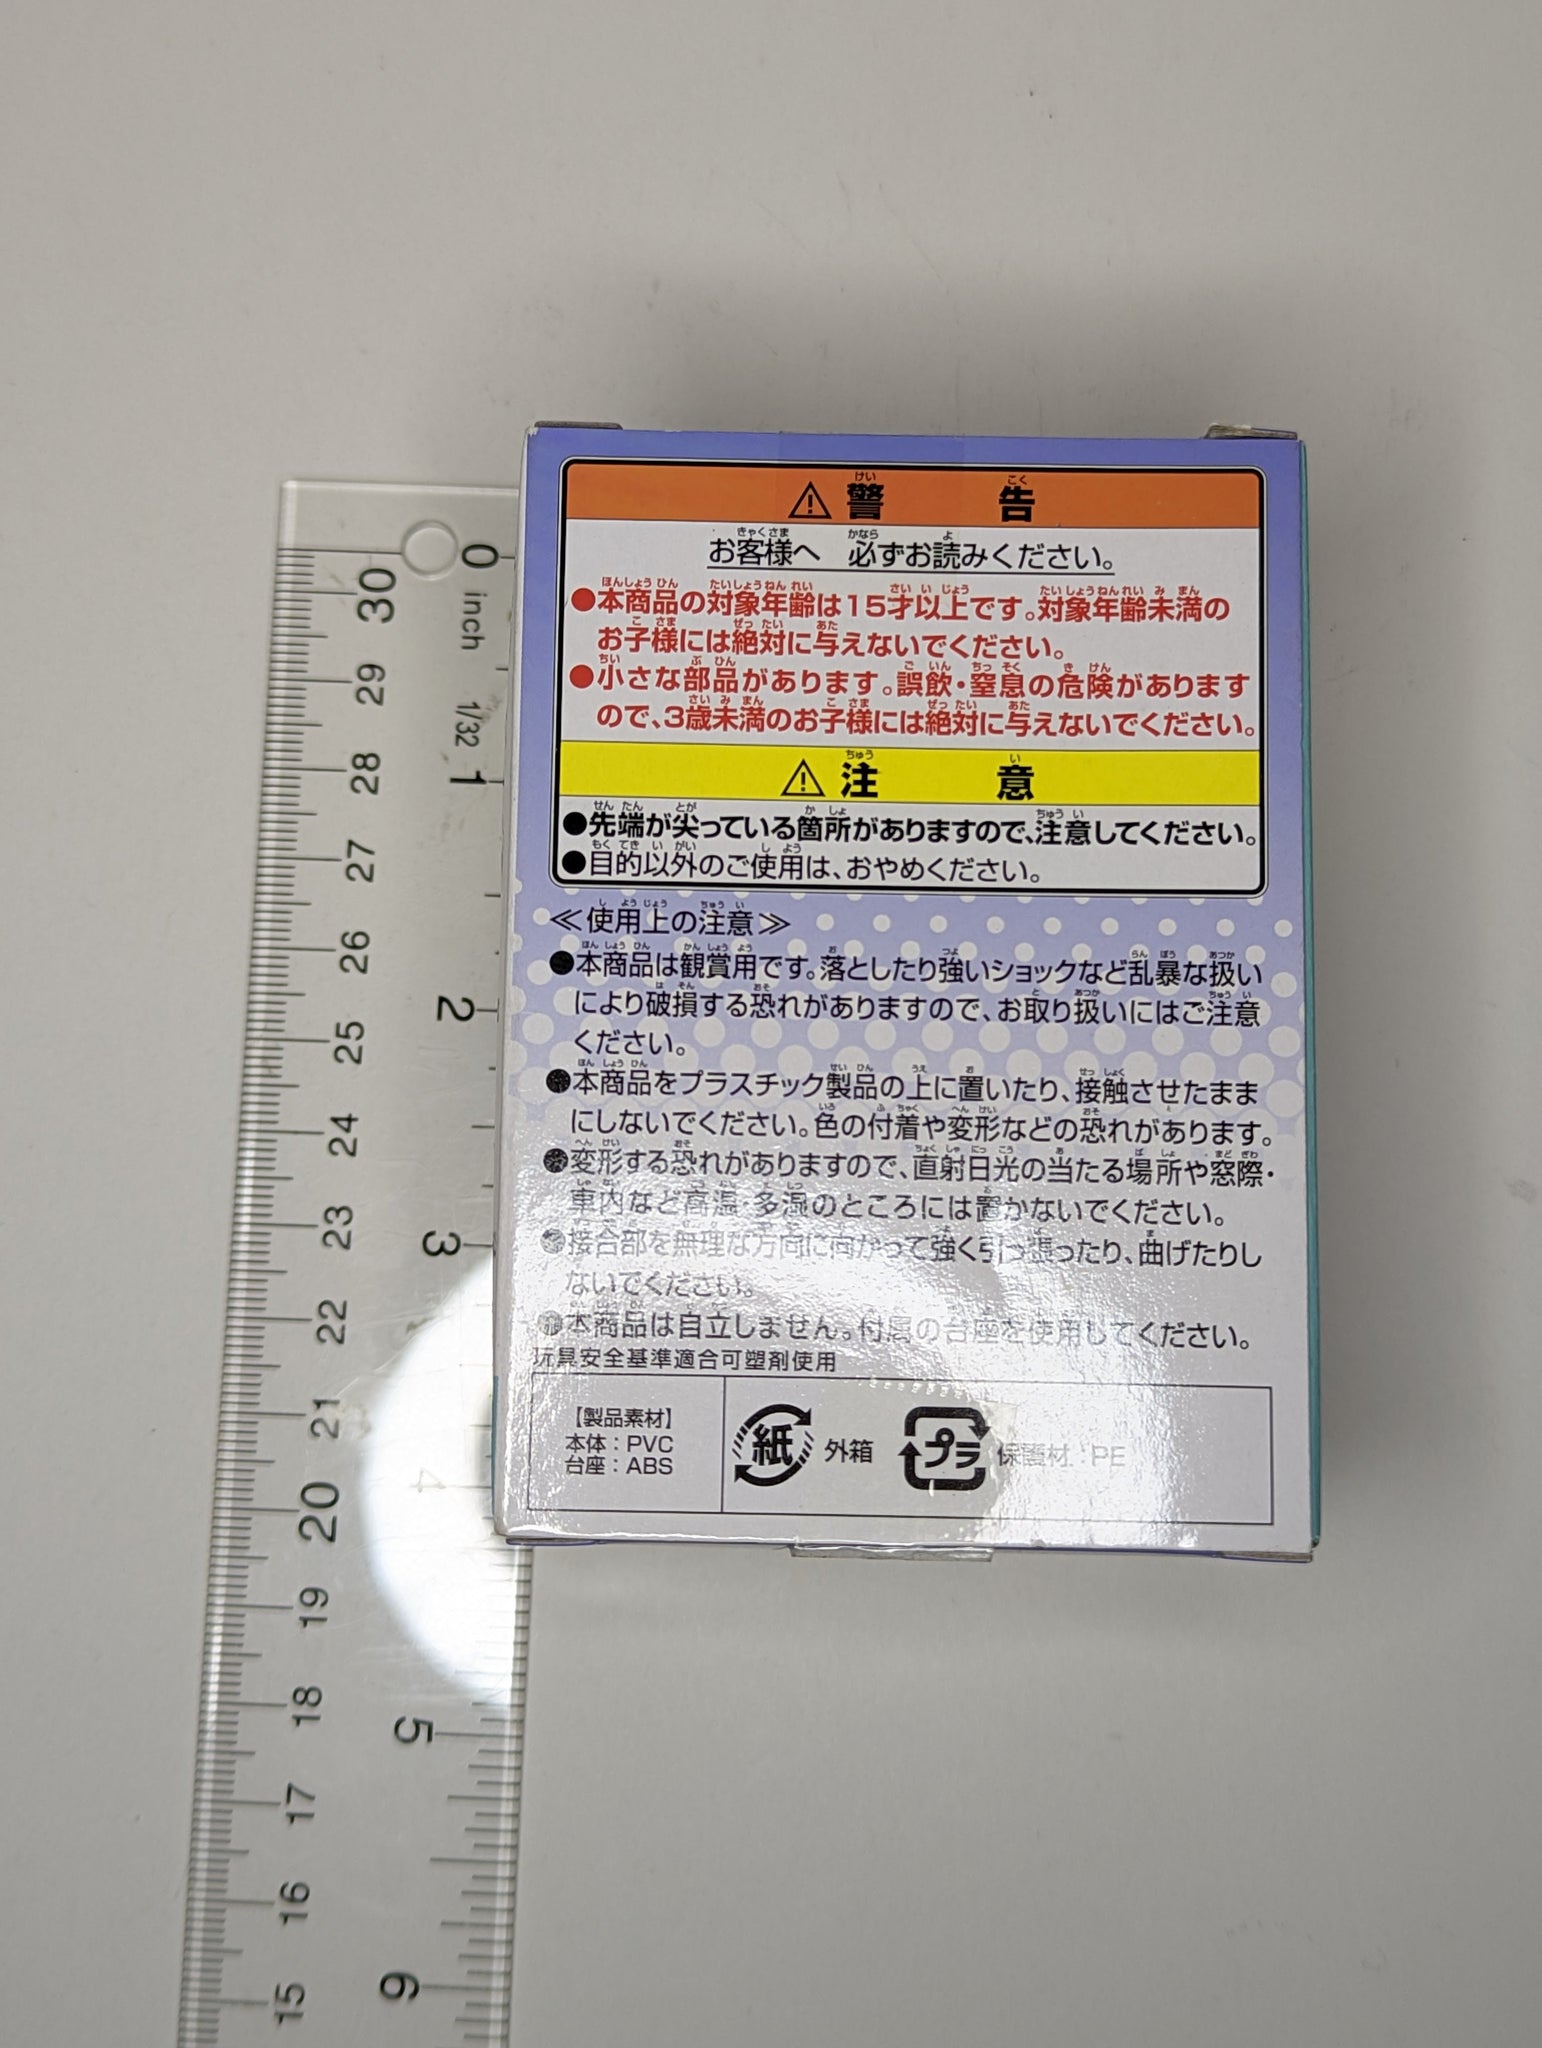 警告
お客様へ 必ずお読みください。
●本商品の対象年齢は15才以上です。対象年齢未満の
お子様には絶対に与えないでください。
●小さな部品があります。誤飲・窒息の危険があります
ので、3歳未満のお子様には絶対に与えないでください。
注意
●先端が尖っている箇所がありますので、注意してください。
●目的以外のご使用は、おやめください。
≪使用上の注意≫
●本商品は観賞用です。落としたり強いショックなど乱暴な扱い
により破損する恐れがありますので、お取り扱いにはご注意
ください。
●本商品をプラスチック製品の上に置いたり、接触させたまま
にしないでください。色の付着や変形などの恐れがあります。
●変形する恐れがありますので、直射日光の当たる場所や窓際・
車内など高温・多湿のところには置かないでください。
●接合部を無理な方向に向かって強く引っ張ったり、曲げたりし
ないでください。
●本商品は自立しません。付属の台座を使用してください。
玩具安全基準適合可塑剤使用
【製品素材】
本体：PVC
台座：ABS
紙 外箱
プラ 保護材：PE
0 inch
1/32
1
2
3
4
5
6
30
29
28
27
26
25
24
23
22
21
20
19
18
17
16
15